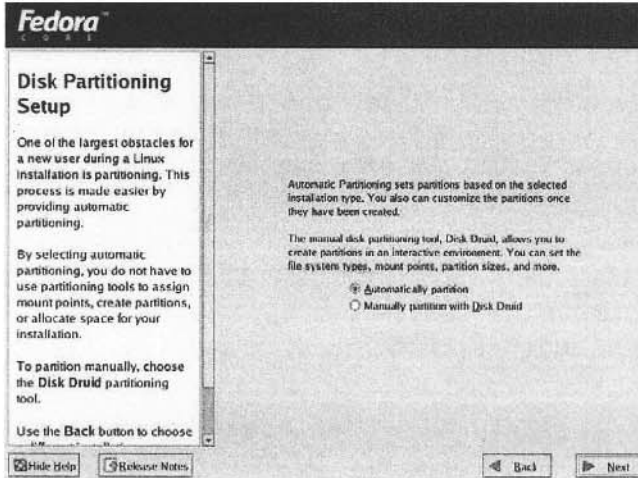 Fedora™
CORE
Disk Partitioning
Setup
One of the largest obstacles for
a new user during a Linux
installation is partitioning. This
process is made easier by
providing automatic
partitioning.
By selecting automatic
partitioning, you do not have to
use partitioning tools to assign
mount points, create partitions,
or allocate space for your
installation.
To partition manually, choose
the Disk Druid partitioning
tool.
Use the Back button to choose
Automatic Partitioning sets partitions based on the selected
installation type. You also can customize the partitions once
they have been created.
The manual disk partitioning tool, Disk Druid, allows you to
create partitions in an interactive environment. You can set the
file system types, mount points, partition sizes, and more.
Automatically partition
Manually partition with Disk Druid
Hide Help
Release Notes
Back
Next